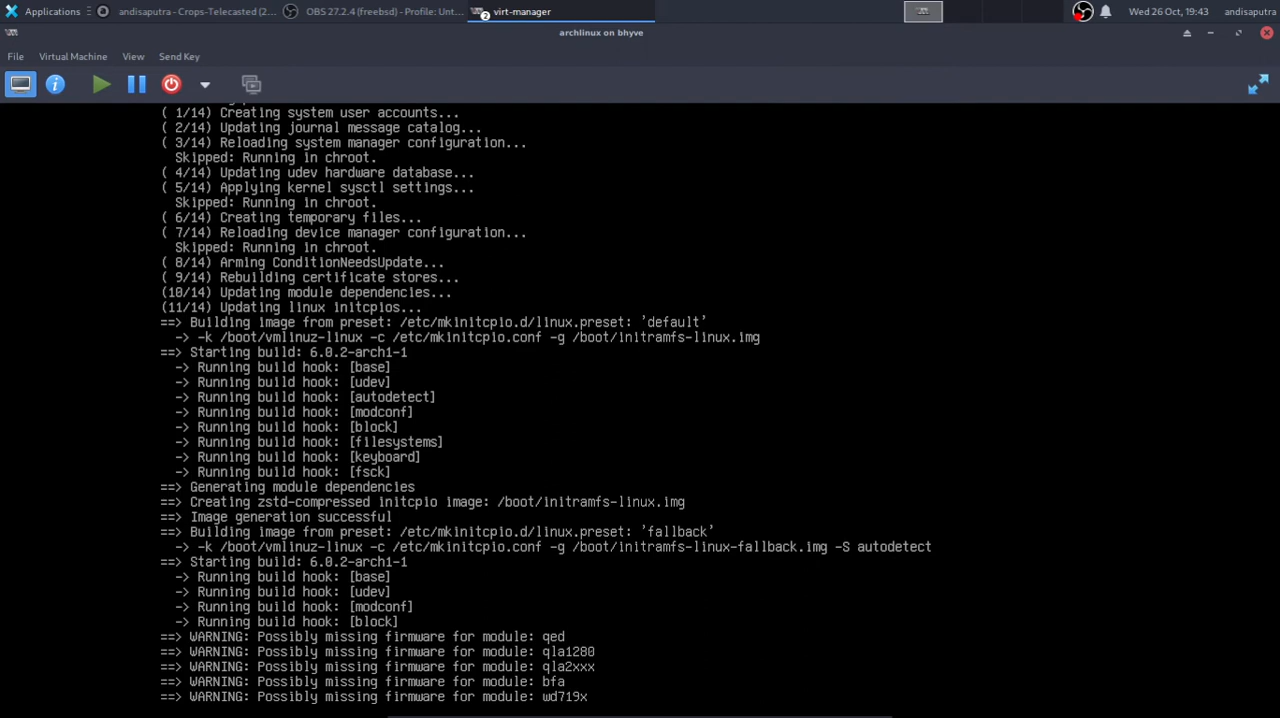 Applications
andisaputra - Crops-Telecasted (2...
OBS 27.2.4 (freebsd) - Profile: Unt...
2
virt-manager
Wed 26 Oct, 19:43
andisaputra
archlinux on bhyve
File Virtual Machine View Send Key
( 1/14) Creating system user accounts...
( 2/14) Updating journal message catalog...
( 3/14) Reloading system manager configuration...
Skipped: Running in chroot.
( 4/14) Updating udev hardware database...
( 5/14) Applying kernel sysctl settings...
Skipped: Running in chroot.
( 6/14) Creating temporary files...
( 7/14) Reloading device manager configuration...
Skipped: Running in chroot.
( 8/14) Arming ConditionNeedsUpdate...
( 9/14) Rebuilding certificate stores...
(10/14) Updating module dependencies...
(11/14) Updating linux initcpios...
==> Building image from preset: /etc/mkinitcpio.d/linux.preset: 'default'
-> -k /boot/vmlinuz-linux -c /etc/mkinitcpio.conf -g /boot/initramfs-linux.img
==> Starting build: 6.0.2-arch1-1
-> Running build hook: [base]
-> Running build hook: [udev]
-> Running build hook: [autodetect]
-> Running build hook: [modconf]
-> Running build hook: [block]
-> Running build hook: [filesystems]
-> Running build hook: [keyboard]
-> Running build hook: [fsck]
==> Generating module dependencies
==> Creating zstd-compressed initcpio image: /boot/initramfs-linux.img
==> Image generation successful
==> Building image from preset: /etc/mkinitcpio.d/linux.preset: 'fallback'
-> -k /boot/vmlinuz-linux -c /etc/mkinitcpio.conf -g /boot/initramfs-linux-fallback.img -S autodetect
==> Starting build: 6.0.2-arch1-1
-> Running build hook: [base]
-> Running build hook: [udev]
-> Running build hook: [modconf]
-> Running build hook: [block]
==> WARNING: Possibly missing firmware for module: qed
==> WARNING: Possibly missing firmware for module: qla1280
==> WARNING: Possibly missing firmware for module: qla2xxx
==> WARNING: Possibly missing firmware for module: bfa
==> WARNING: Possibly missing firmware for module: wd719x